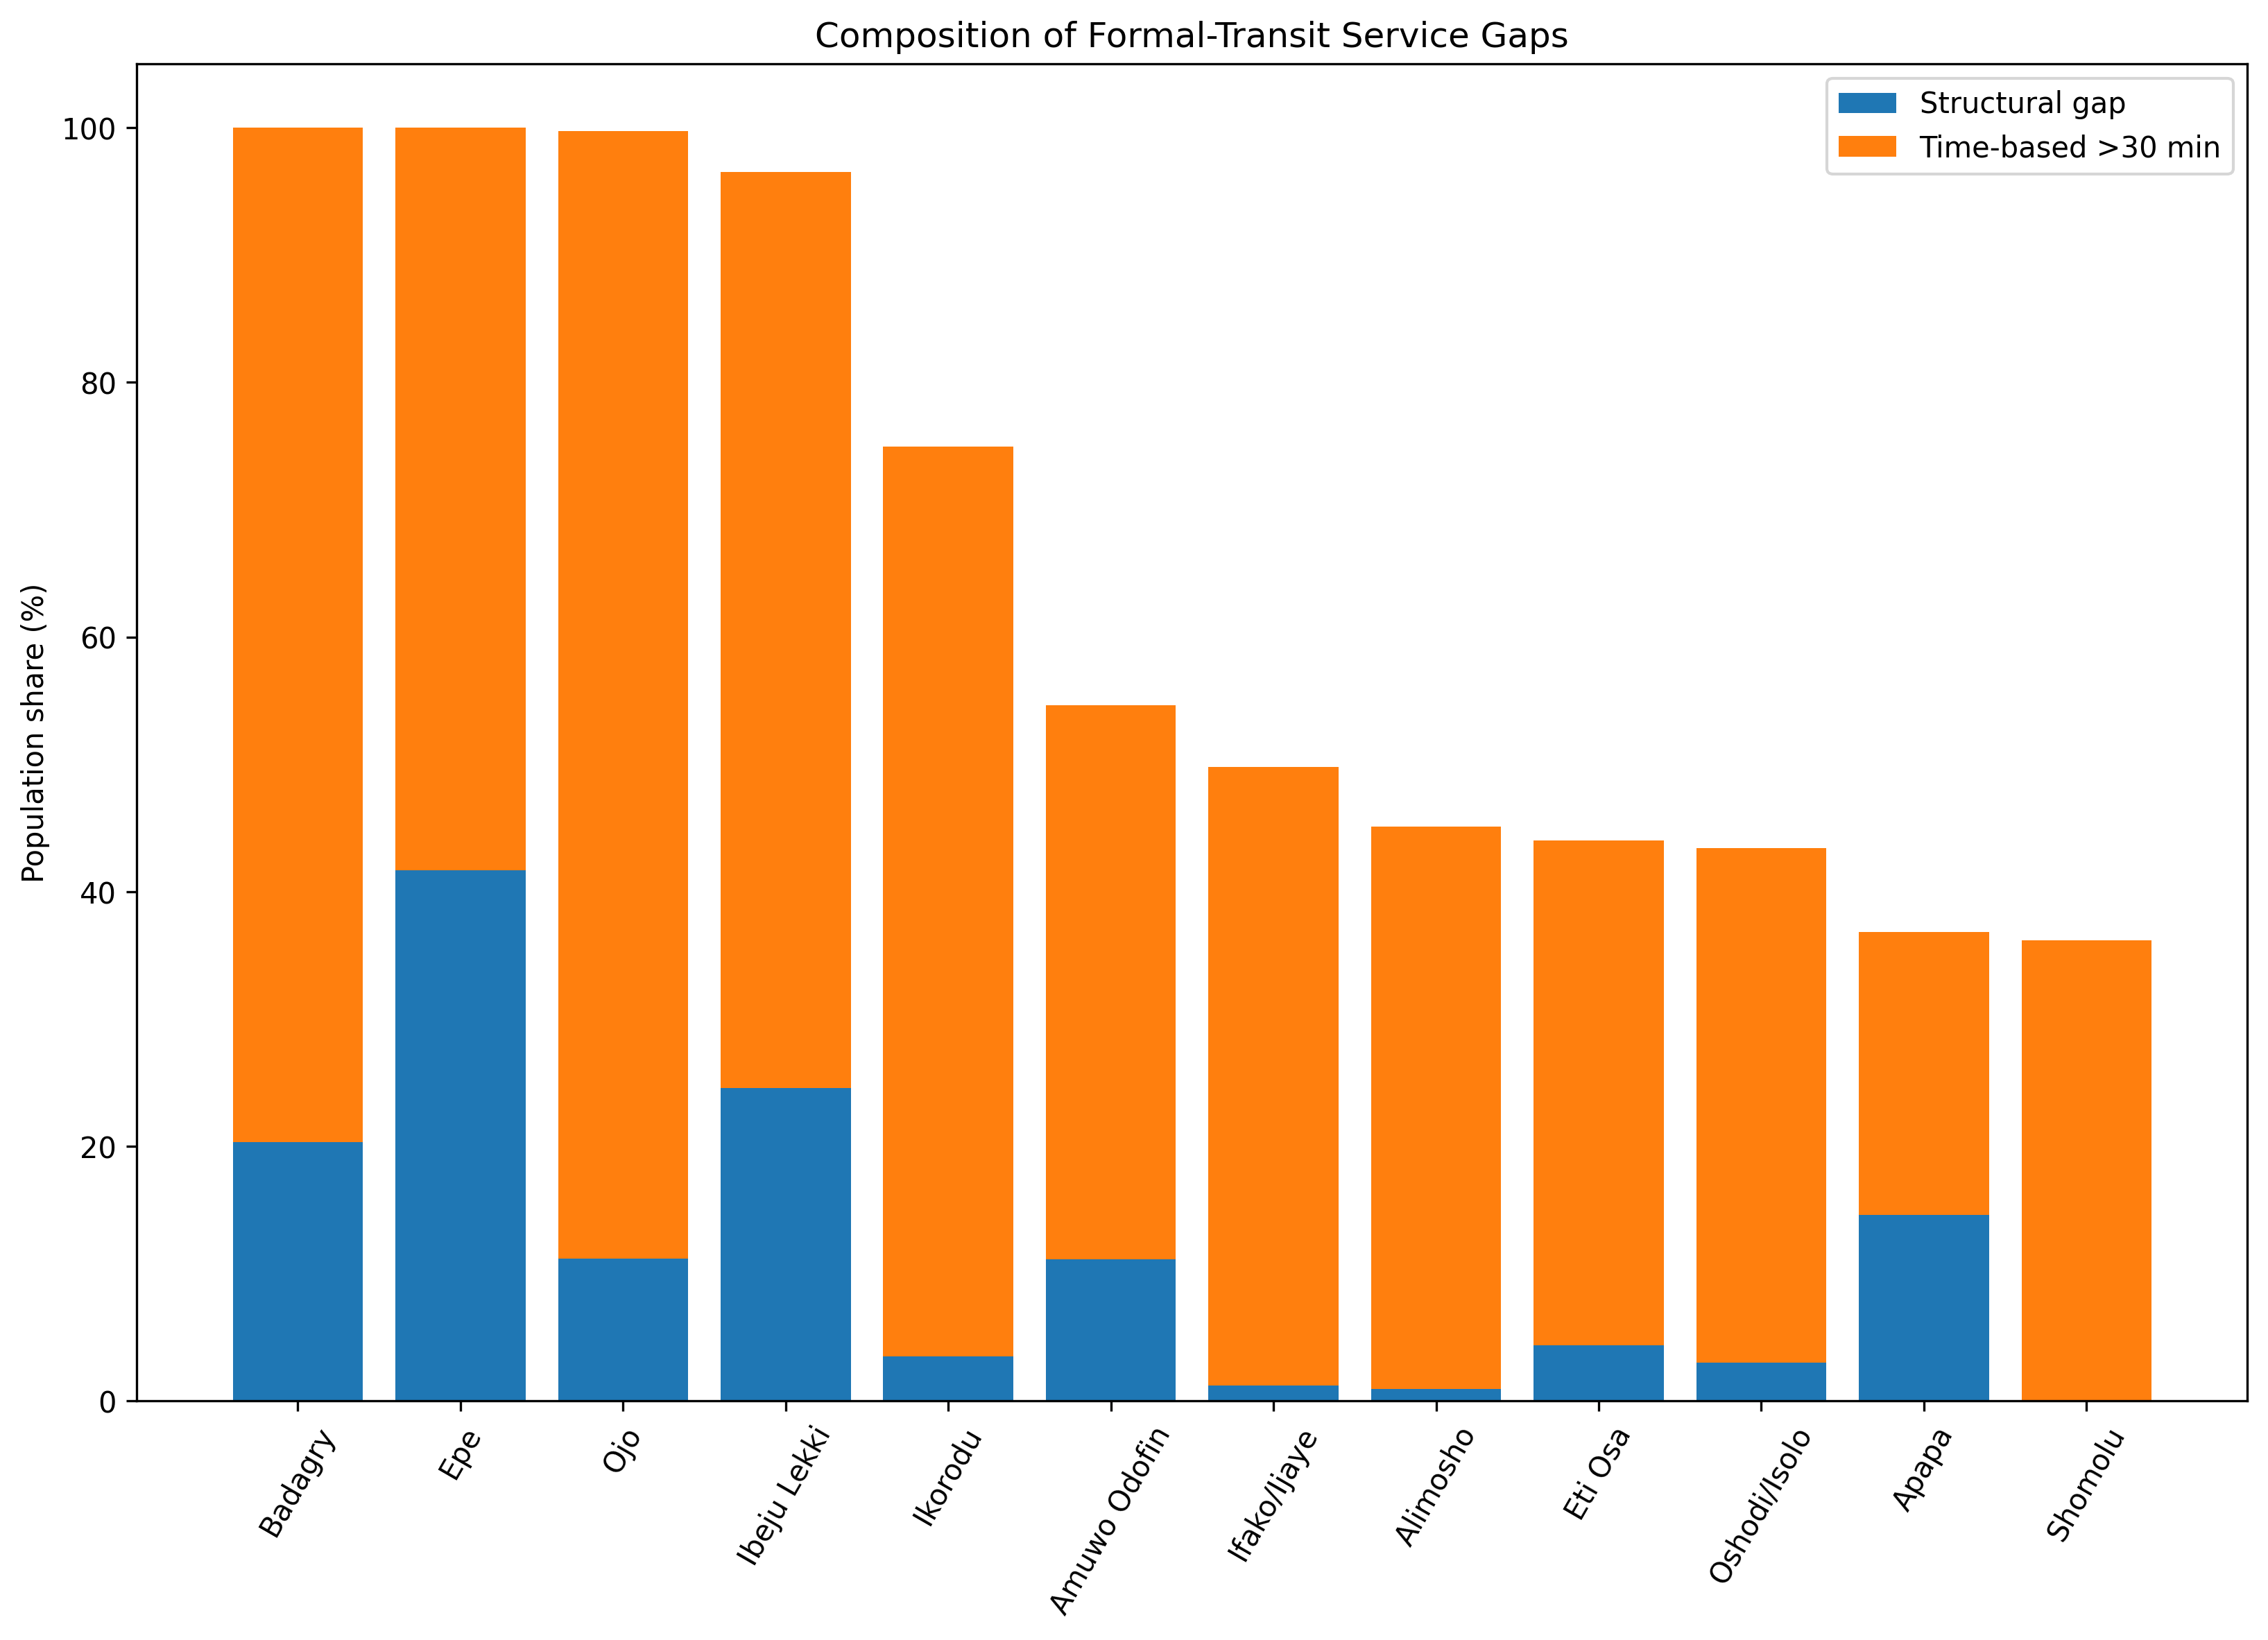 Composition of Formal-Transit Service Gaps
Structural gap
Time-based >30 min
Population share (%)
100
80
60
40
20
0
Badagry
Epe
Ojo
Ibeju Lekki
Ikorodu
Amuwo Odofin
Ifako/Ijaye
Alimosho
Eti Osa
Oshodi/Isolo
Apapa
Shomolu